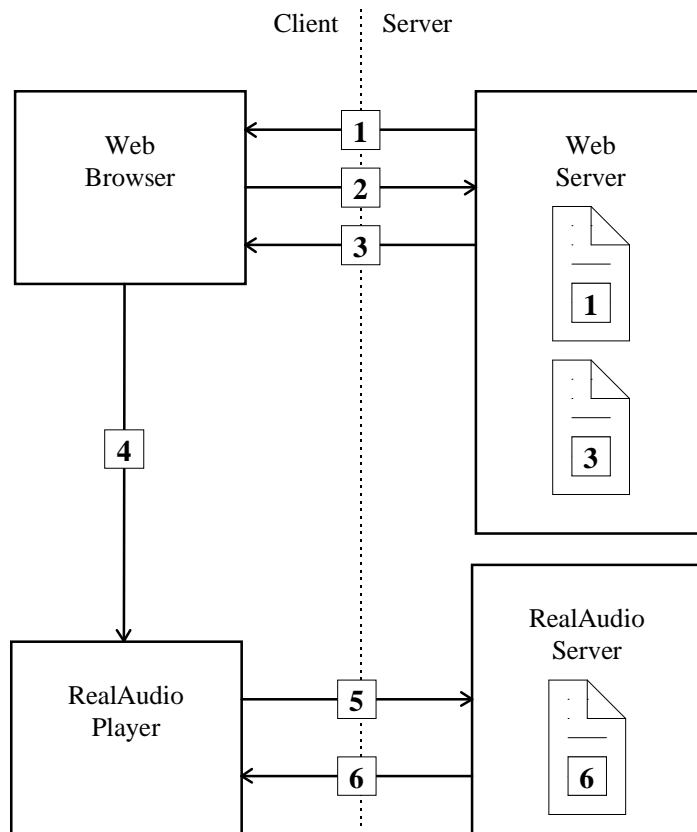 Client
Server
Web
Browser
1
2
3
Web
Server
1
3
4
RealAudio
Player
5
6
RealAudio
Server
6